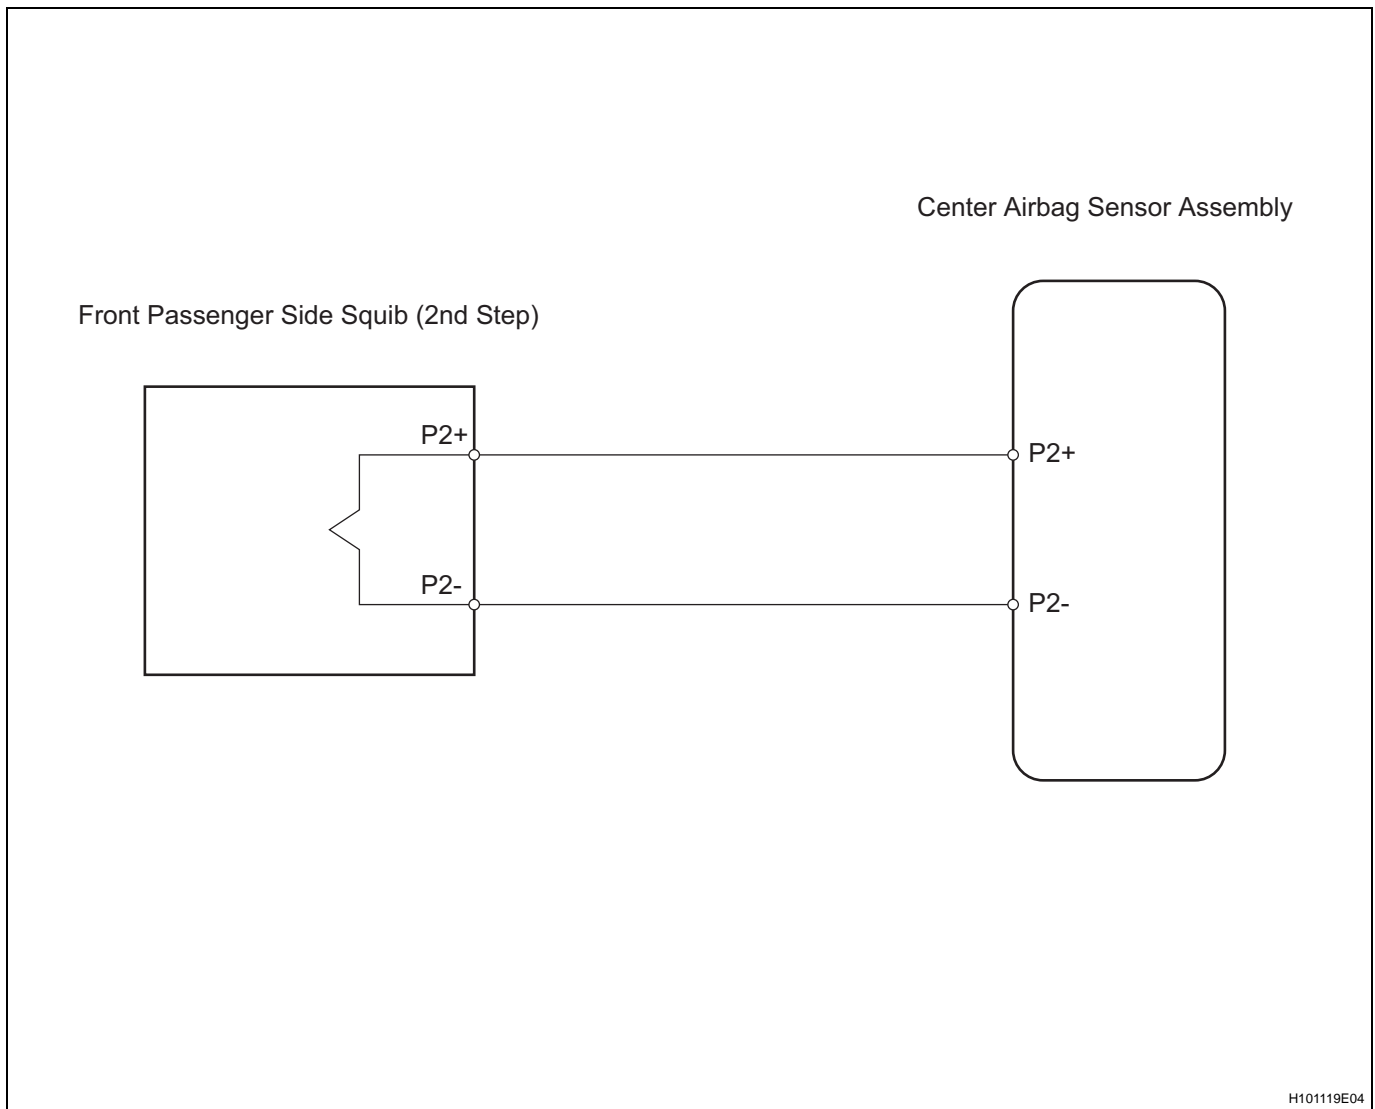 Center Airbag Sensor Assembly
Front Passenger Side Squib (2nd Step)
P2+
P2+
P2-
P2-
H101119E04